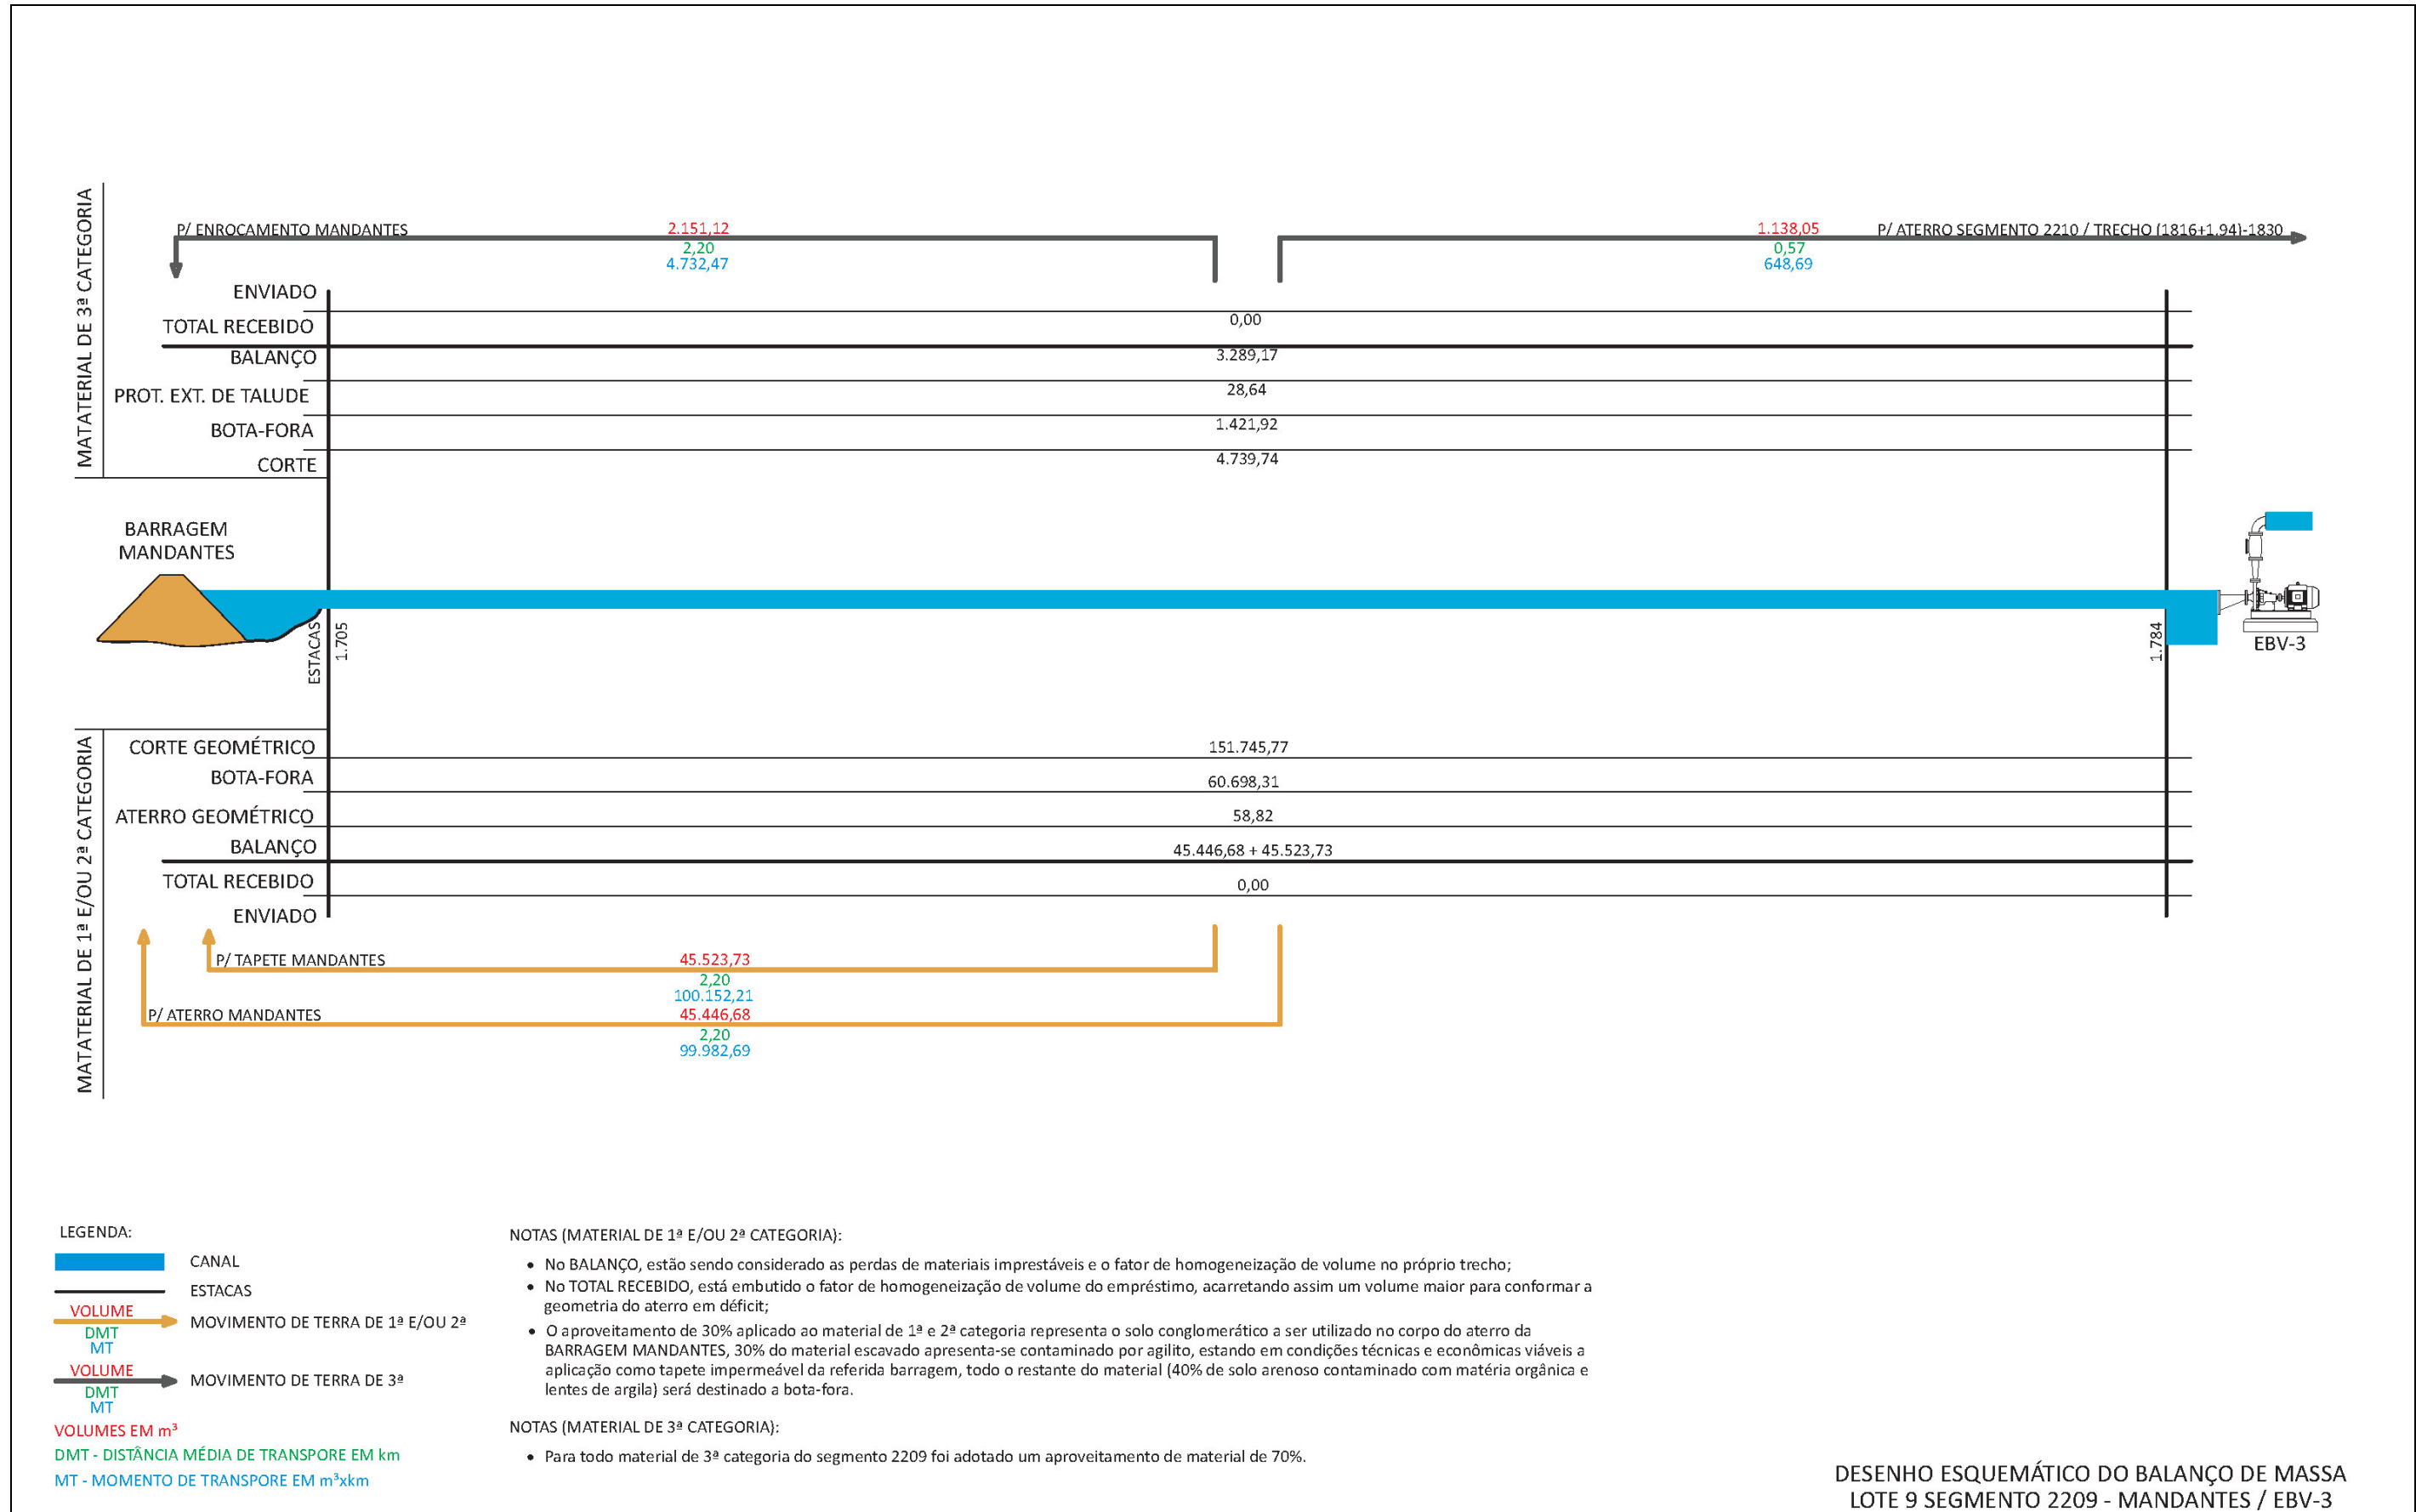 MATATERIAL DE 3ª CATEGORIA
P/ ENROCAMENTO MANDANTES
2.151,12
2,20
4.732,47
1.138,05
0,57
648,69
P/ ATERRO SEGMENTO 2210 / TRECHO (1816+1.94)-1830
ENVIADO
TOTAL RECEBIDO
0,00
BALANÇO
3.289,17
PROT. EXT. DE TALUDE
28,64
BOTA-FORA
1.421,92
CORTE
4.739,74
BARRAGEM
MANDANTES
ESTACAS
1.705
1.784
EBV-3
MATATERIAL DE 1ª E/OU 2ª CATEGORIA
CORTE GEOMÉTRICO
151.745,77
BOTA-FORA
60.698,31
ATERRO GEOMÉTRICO
58,82
BALANÇO
45.446,68 + 45.523,73
TOTAL RECEBIDO
0,00
ENVIADO
P/ TAPETE MANDANTES
45.523,73
2,20
100.152,21
P/ ATERRO MANDANTES
45.446,68
2,20
99.982,69
LEGENDA:
CANAL
ESTACAS
VOLUME
DMT
MT
MOVIMENTO DE TERRA DE 1ª E/OU 2ª
VOLUME
DMT
MT
MOVIMENTO DE TERRA DE 3ª
VOLUMES EM m³
DMT - DISTÂNCIA MÉDIA DE TRANSPORE EM km
MT - MOMENTO DE TRANSPORE EM m³xkm
NOTAS (MATERIAL DE 1ª E/OU 2ª CATEGORIA):
• No BALANÇO, estão sendo considerado as perdas de materiais imprestáveis e o fator de homogeneização de volume no próprio trecho;
• No TOTAL RECEBIDO, está embutido o fator de homogeneização de volume do empréstimo, acarretando assim um volume maior para conformar a
geometria do aterro em déficit;
• O aproveitamento de 30% aplicado ao material de 1ª e 2ª categoria representa o solo conglomerático a ser utilizado no corpo do aterro da
BARRAGEM MANDANTES, 30% do material escavado apresenta-se contaminado por agilito, estando em condições técnicas e econômicas viáveis a
aplicação como tapete impermeável da referida barragem, todo o restante do material (40% de solo arenoso contaminado com matéria orgânica e
lentes de argila) será destinado a bota-fora.
NOTAS (MATERIAL DE 3ª CATEGORIA):
• Para todo material de 3ª categoria do segmento 2209 foi adotado um aproveitamento de material de 70%.
DESENHO ESQUEMÁTICO DO BALANÇO DE MASSA
LOTE 9 SEGMENTO 2209 - MANDANTES / EBV-3